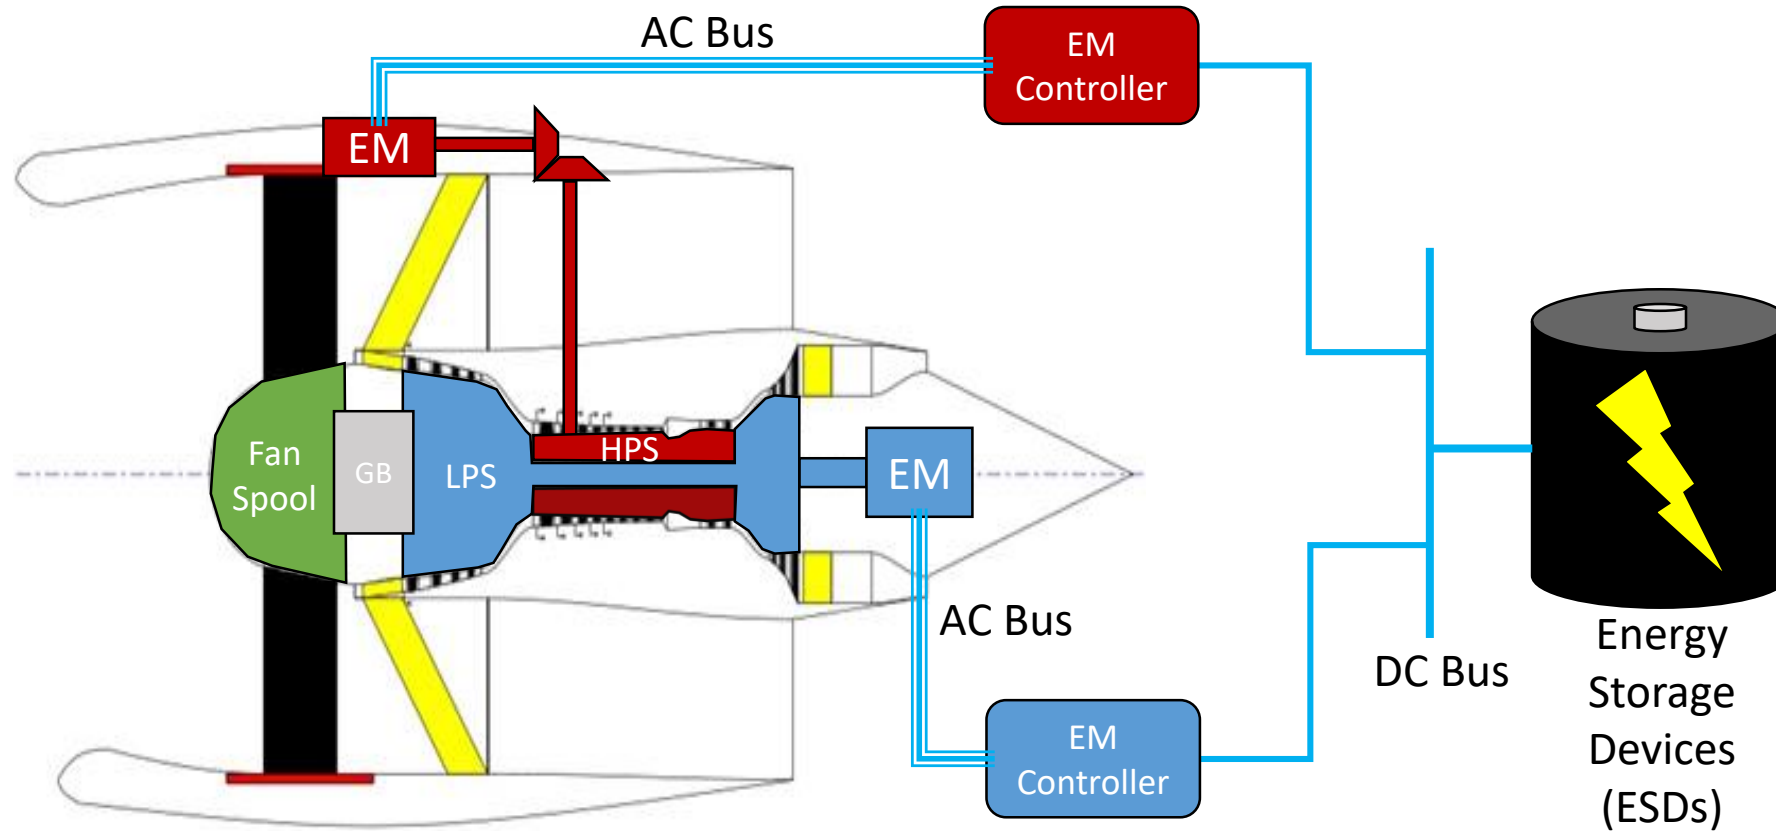 AC Bus
EM
Controller
EM
Fan
Spool
GB
LPS
HPS
EM
AC Bus
DC Bus
EM
Controller
Energy
Storage
Devices
(ESDs)